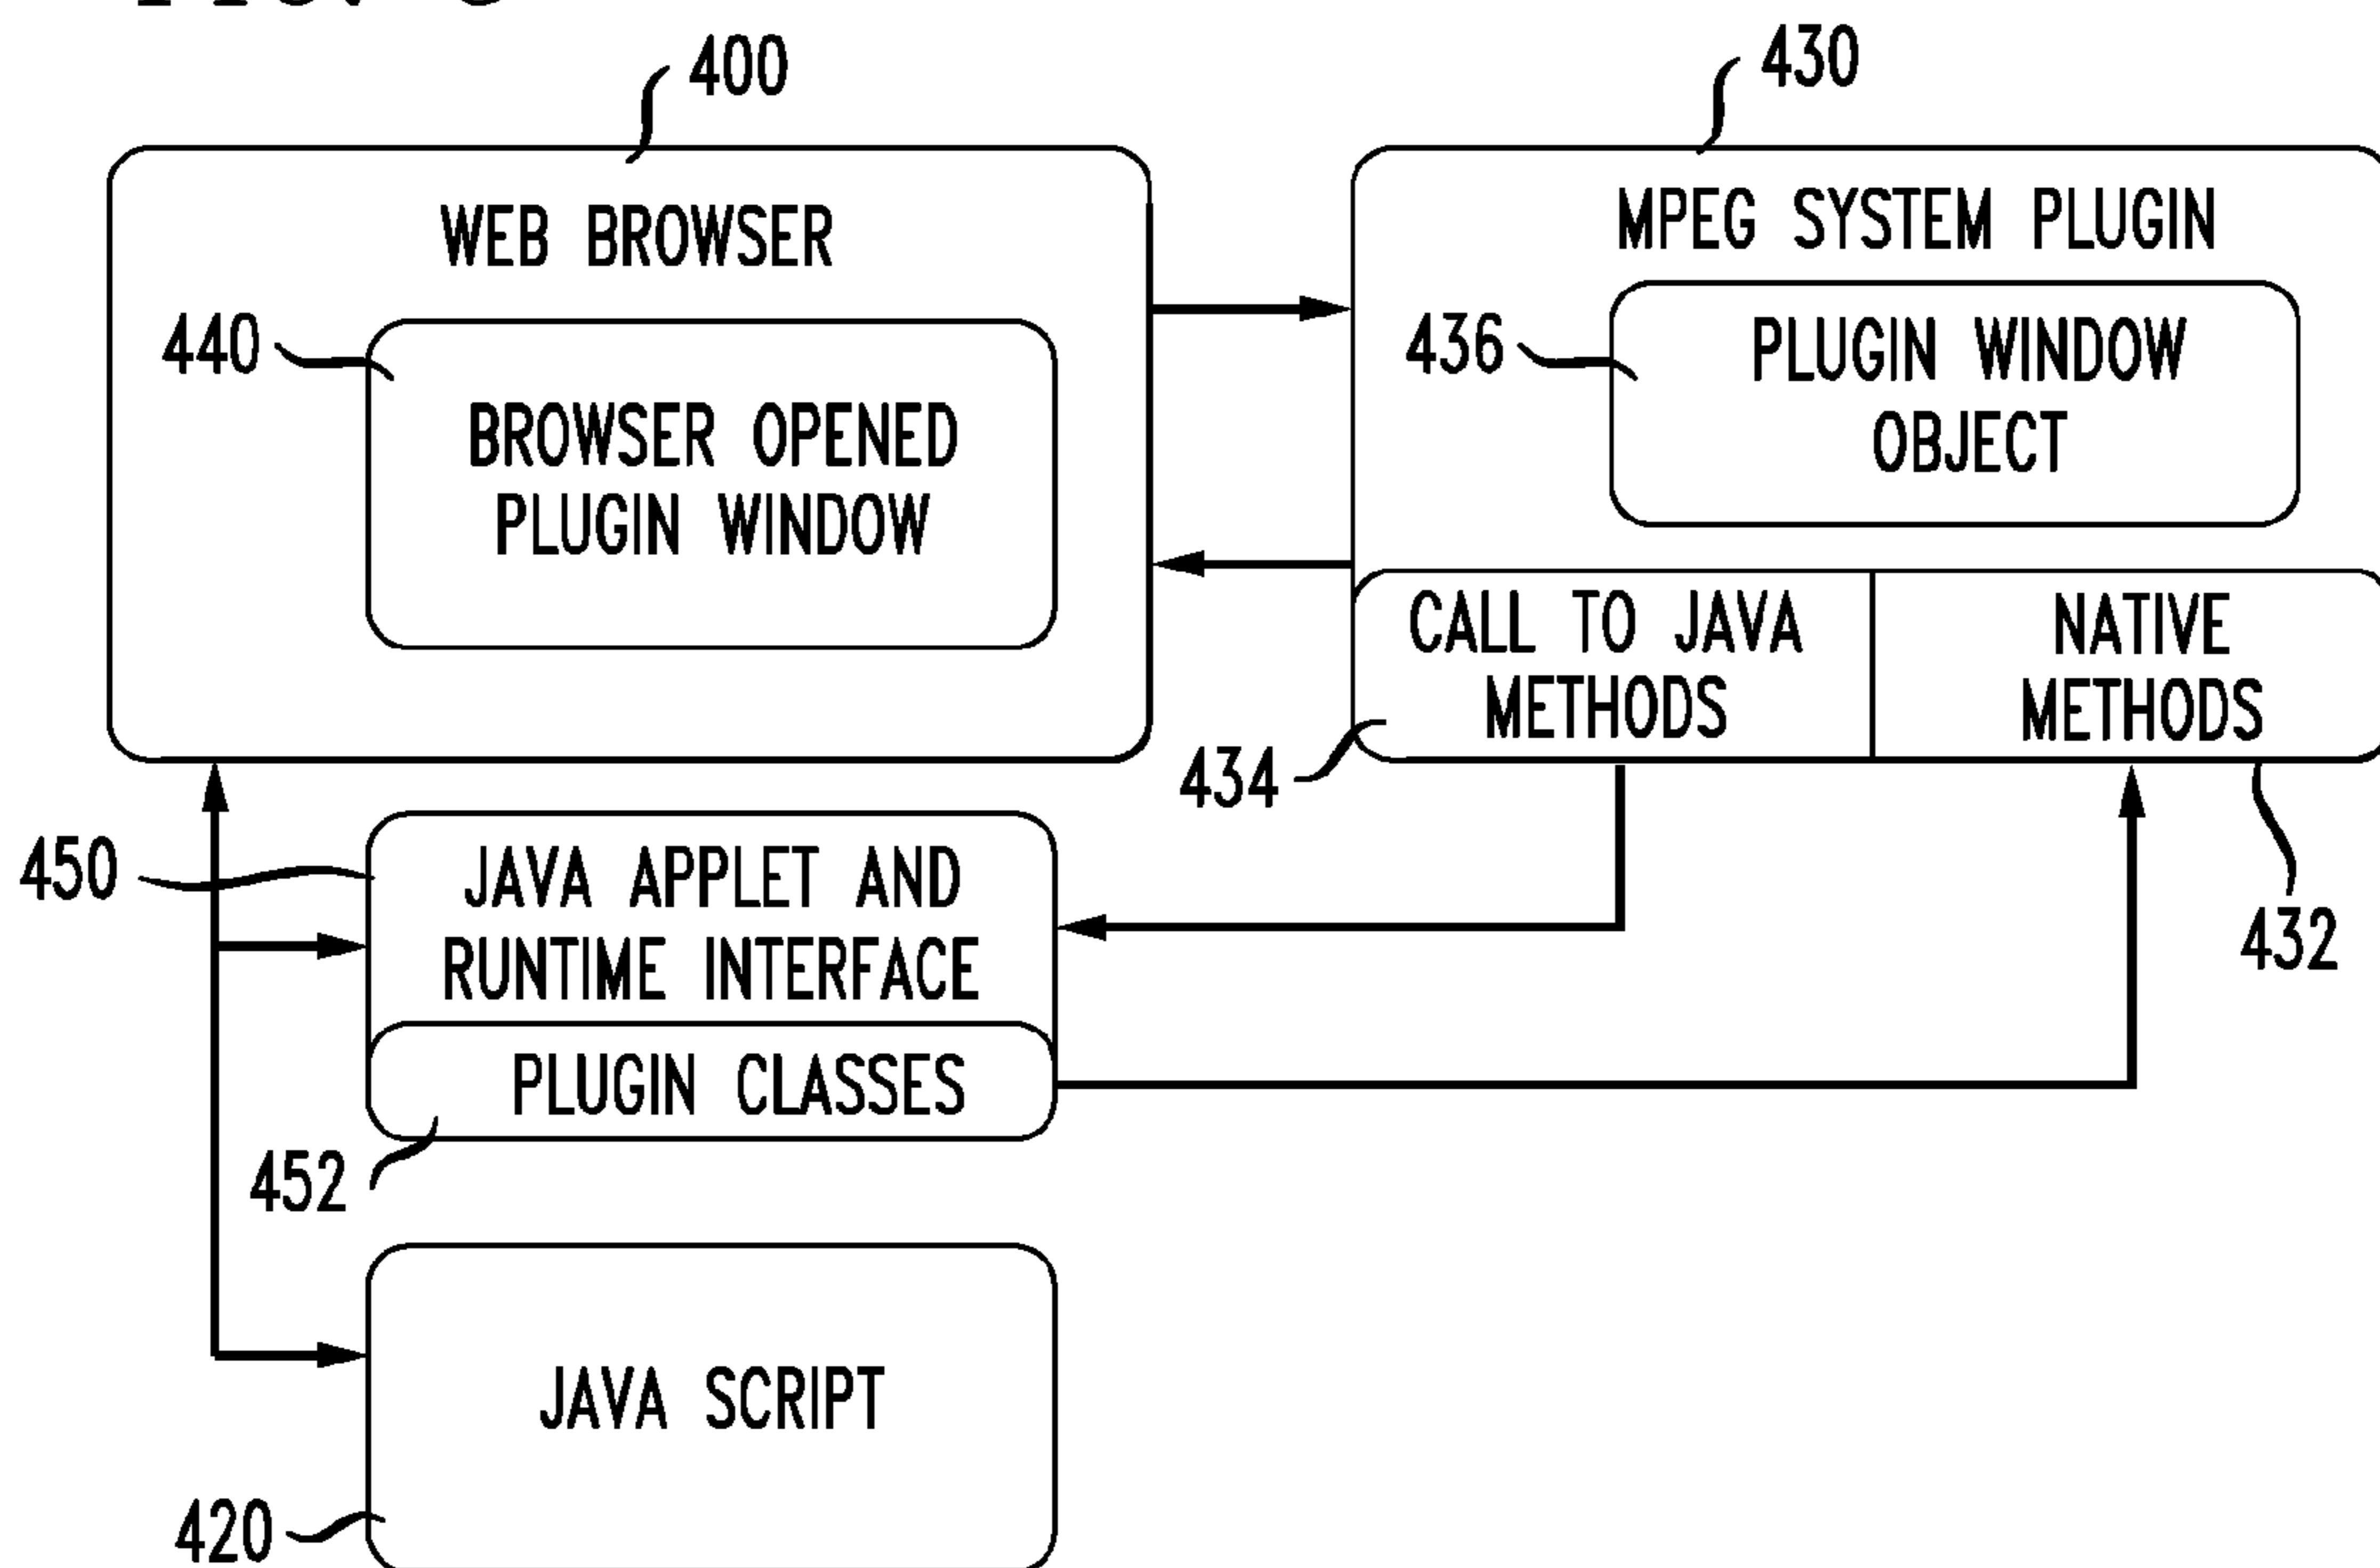 400
430
WEB BROWSER
MPEG SYSTEM PLUGIN
440
BROWSER OPENED
PLUGIN WINDOW
436
PLUGIN WINDOW
OBJECT
CALL TO JAVA
METHODS
NATIVE
METHODS
434
432
450
JAVA APPLET AND
RUNTIME INTERFACE
PLUGIN CLASSES
452
JAVA SCRIPT
420